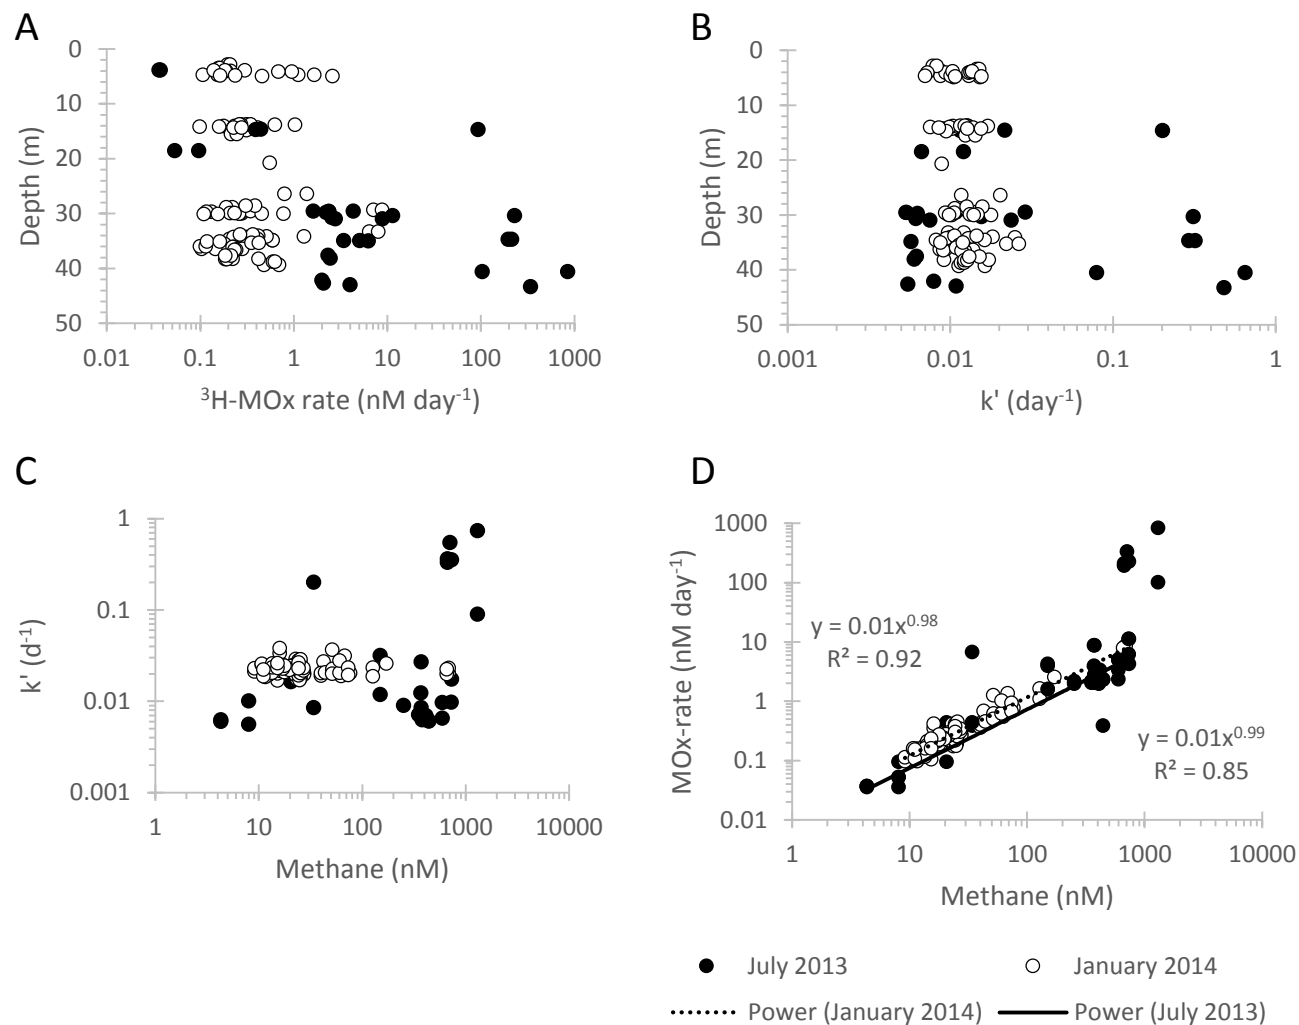 A
0
10
20
30
40
50
Depth (m)
0.01 0.1 1 10 100 1000
³H-MOx rate (nM day⁻¹)
B
0
10
20
30
40
50
Depth (m)
0.001 0.01 0.1 1
k' (day⁻¹)
C
1
0.1
0.01
0.001
k' (d⁻¹)
1 10 100 1000 10000
Methane (nM)
D
1000
100
10
1
0.1
0.01
MOx-rate (nM day⁻¹)
y = 0.01x⁰·⁹⁸
R² = 0.92
y = 0.01x⁰·⁹⁹
R² = 0.85
1 10 100 1000 10000
Methane (nM)
July 2013 January 2014
Power (January 2014) Power (July 2013)